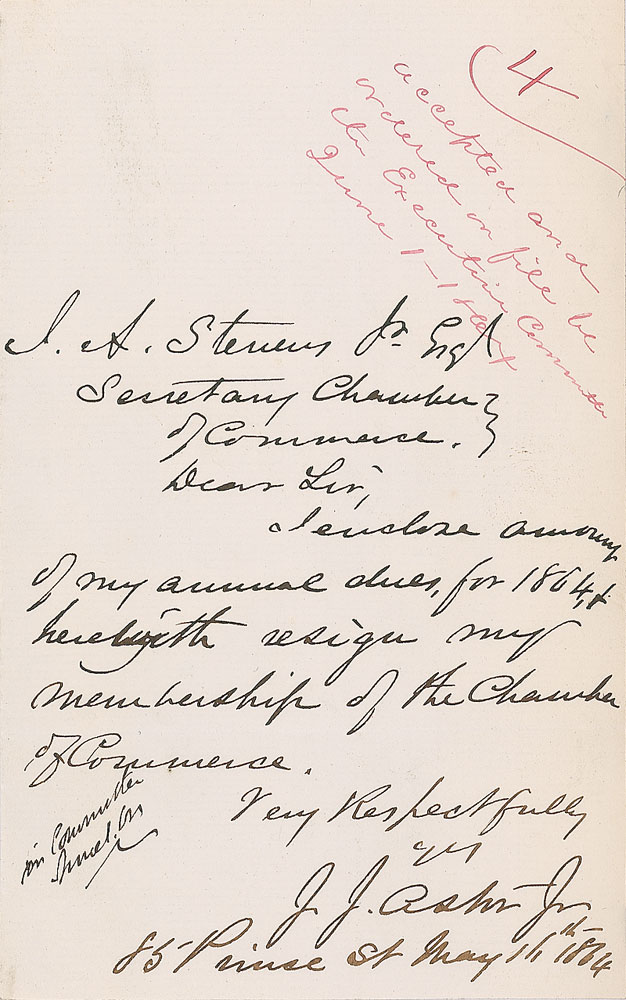 4
accepted and
ordered on file be
the Executive Committee
June 1 - 1864
J. A. Stevens Jr Esq
Secretary Chamber
of Commerce.
Dear Sir,
I enclose amount
of my annual dues, for 1864, &
herewith resign my
membership of the Chamber
of Commerce.
Very Respectfully
yrs
J. J. Astor Jr
85 Prince St May 16th 1864
in Committee